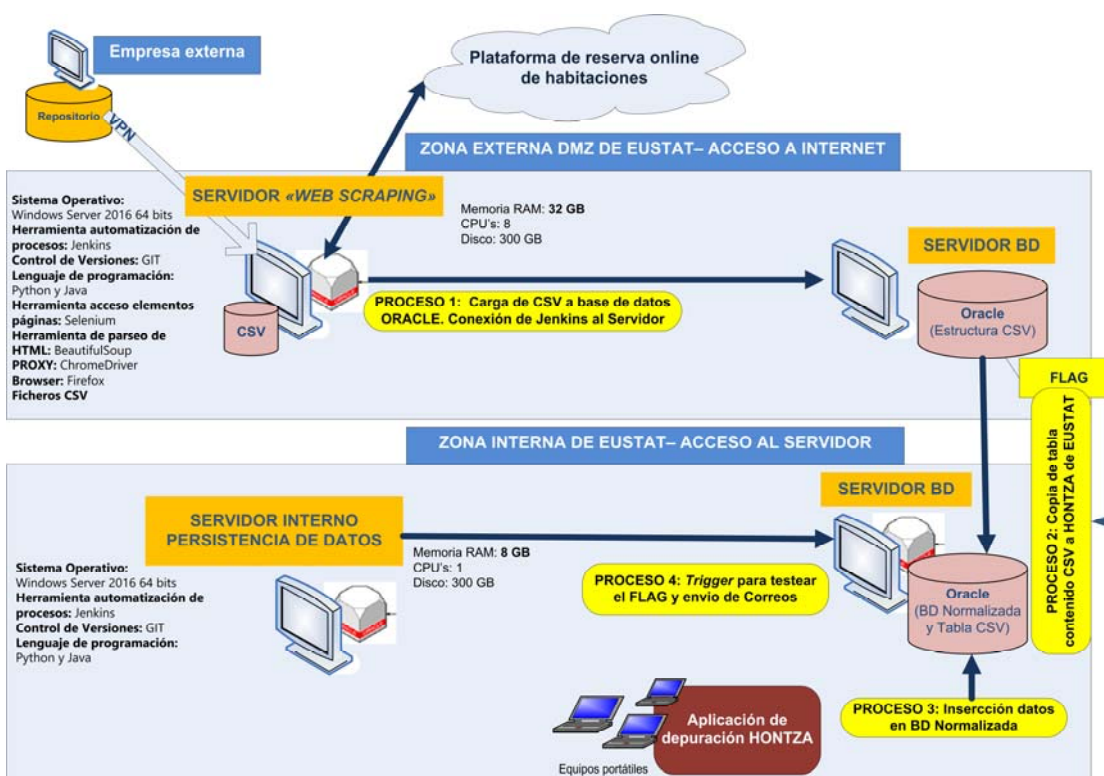 Empresa externa
Repositorio
VPN
Plataforma de reserva online
de habitaciones
ZONA EXTERNA DMZ DE EUSTAT– ACCESO A INTERNET
SERVIDOR «WEB SCRAPING»
Sistema Operativo:
Windows Server 2016 64 bits
Herramienta automatización de
procesos: Jenkins
Control de Versiones: GIT
Lenguaje de programación:
Python y Java
Herramienta acceso elementos
páginas: Selenium
Herramienta de parseo de
HTML: BeautifulSoup
PROXY: ChromeDriver
Browser: Firefox
Ficheros CSV
CSV
Memoria RAM: 32 GB
CPU's: 8
Disco: 300 GB
PROCESO 1: Carga de CSV a base de datos
ORACLE. Conexión de Jenkins al Servidor
SERVIDOR BD
Oracle
(Estructura CSV)
FLAG
PROCESO 2: Copia de tabla
contenido CSV a HONTZA de EUSTAT
ZONA INTERNA DE EUSTAT– ACCESO AL SERVIDOR
SERVIDOR INTERNO
PERSISTENCIA DE DATOS
Sistema Operativo:
Windows Server 2016 64 bits
Herramienta automatización de
procesos: Jenkins
Control de Versiones: GIT
Lenguaje de programación:
Python y Java
Memoria RAM: 8 GB
CPU's: 1
Disco: 300 GB
SERVIDOR BD
PROCESO 4: Trigger para testear
el FLAG y envio de Correos
Oracle
(BD Normalizada
y Tabla CSV)
PROCESO 3: Insercción datos
en BD Normalizada
Aplicación de
depuración HONTZA
Equipos portátiles